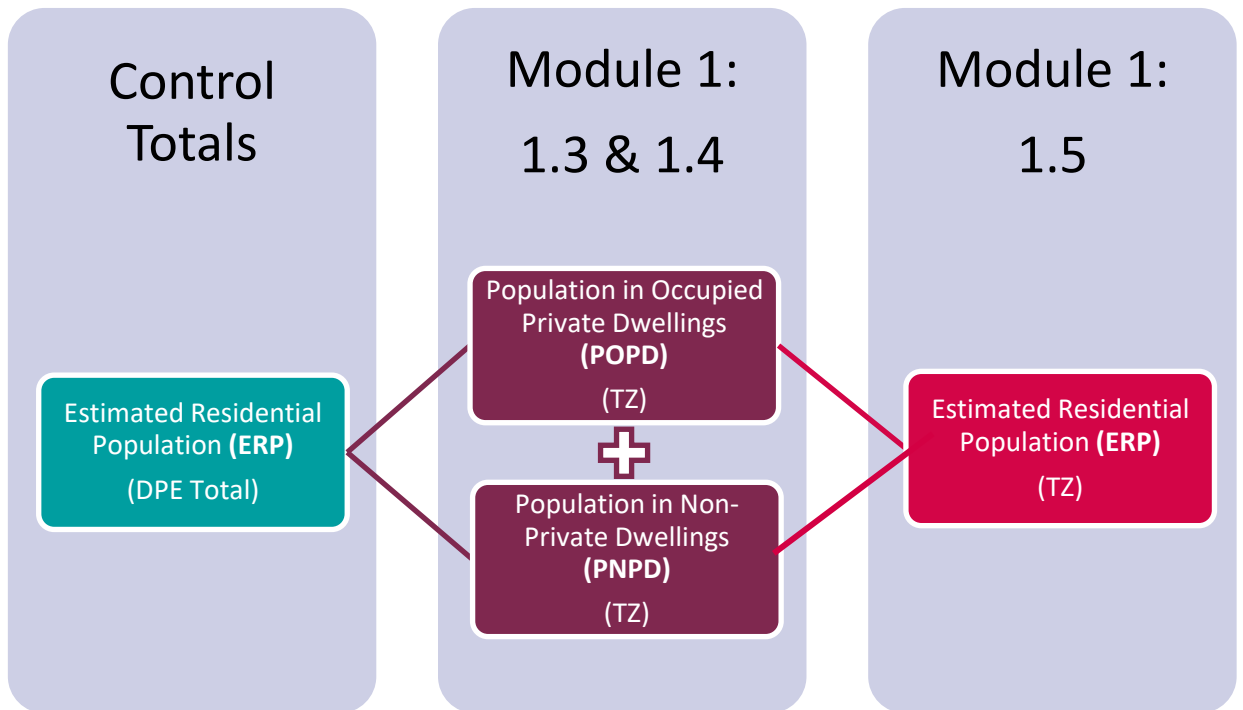 Control
Totals
Estimated Residential
Population (ERP)
(DPE Total)
Module 1:
1.3 & 1.4
Population in Occupied
Private Dwellings
(POPD)
(TZ)
Population in Non-
Private Dwellings
(PNPD)
(TZ)
Module 1:
1.5
Estimated Residential
Population (ERP)
(TZ)